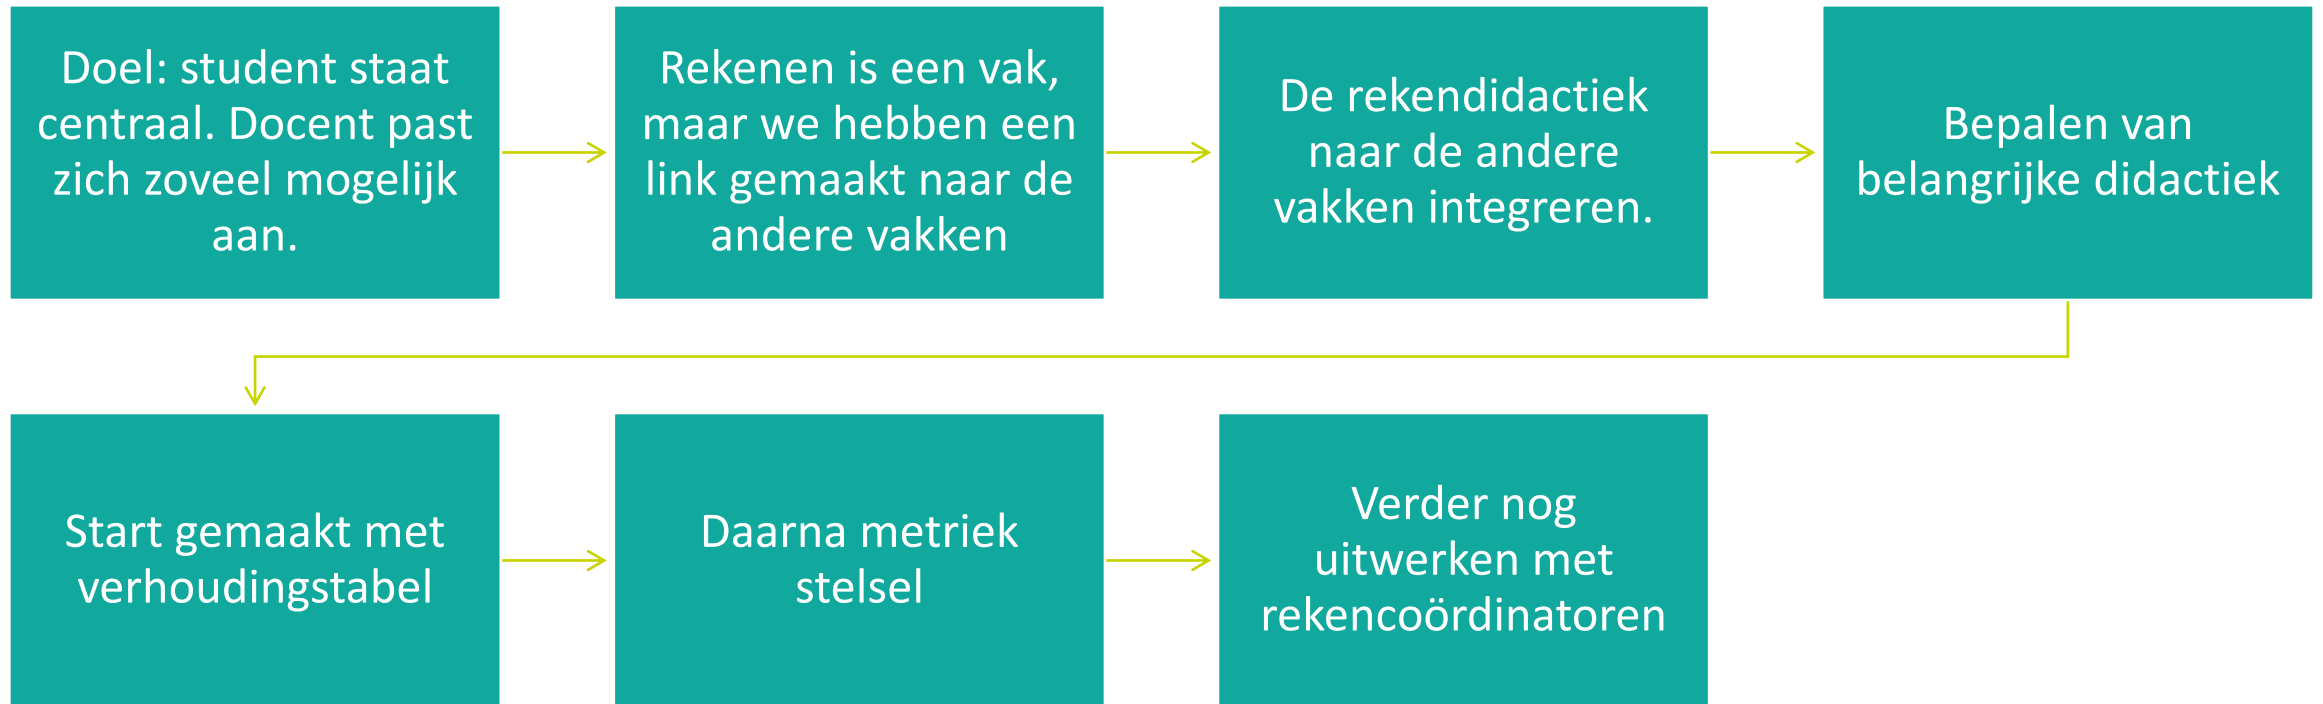 Doel: student staat
centraal. Docent past
zich zoveel mogelijk
aan.
Rekenen is een vak,
maar we hebben een
link gemaakt naar de
andere vakken
De rekendidactiek
naar de andere
vakken integreren.
Bepalen van
belangrijke didactiek
Start gemaakt met
verhoudingstabel
Daarna metriek
stelsel
Verder nog
uitwerken met
rekencoördinatoren